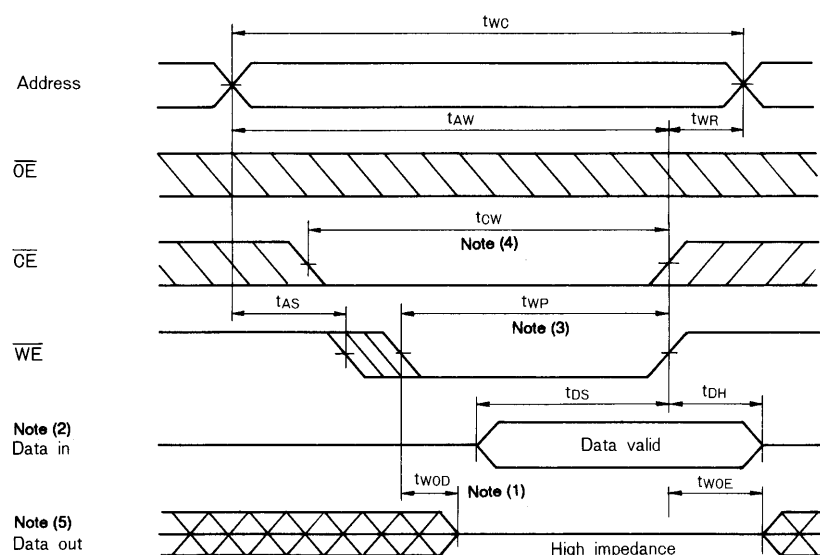 tWC
Address
tAW
tWR
OE
tCW
Note (4)
CE
tAS
tWP
Note (3)
WE
tDS
tDH
Note (2)
Data in
Data valid
tWOD
Note (1)
tWOE
Note (5)
Data out
High impedance